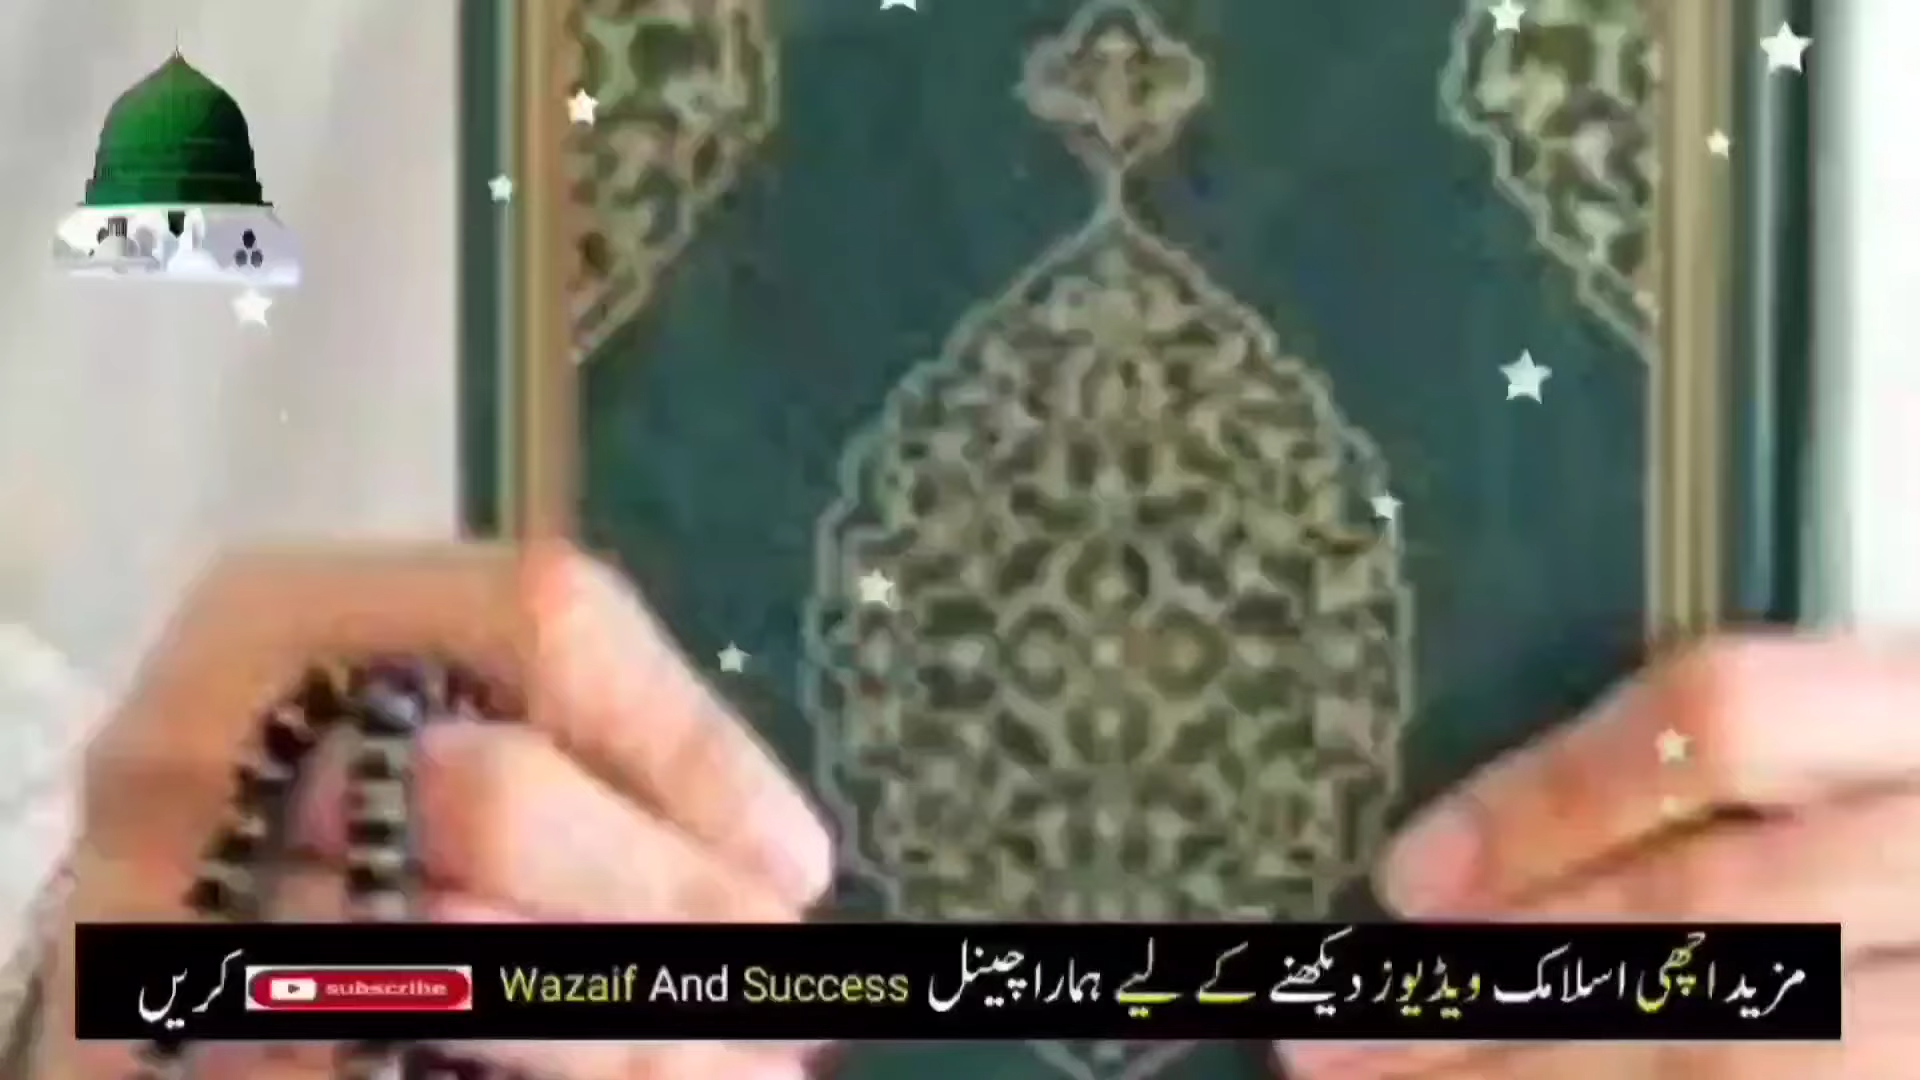 مزید اچھی اسلامک ویڈیوز دیکھنے کے لیے ہمارا چینل Wazaif And Success subscribe کریں